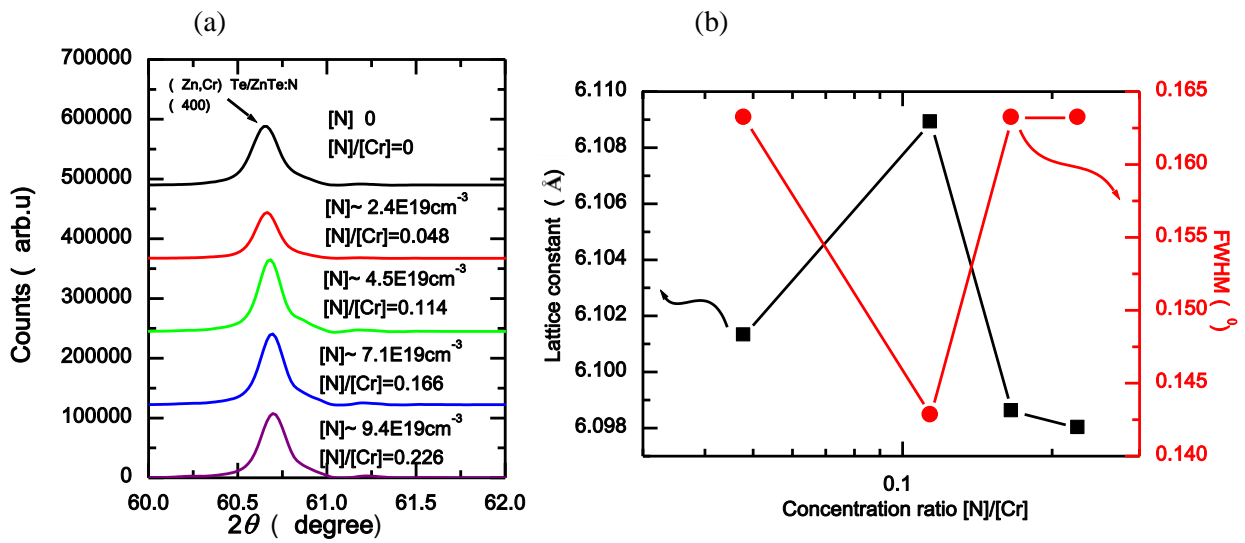 (a)
(b)
700000
600000
500000
400000
300000
200000
100000
0
Counts ( arb.u)
( Zn,Cr) Te/ZnTe:N
( 400)
[N] 0
[N]/[Cr]=0
[N]~ 2.4E19cm⁻³
[N]/[Cr]=0.048
[N]~ 4.5E19cm⁻³
[N]/[Cr]=0.114
[N]~ 7.1E19cm⁻³
[N]/[Cr]=0.166
[N]~ 9.4E19cm⁻³
[N]/[Cr]=0.226
60.0 60.5 61.0 61.5 62.0
2θ ( degree)
6.110
6.108
6.106
6.104
6.102
6.100
6.098
Lattice constant ( Å)
0.165
0.160
0.155
0.150
0.145
0.140
FWHM ( ⁰)
0.1
Concentration ratio [N]/[Cr]